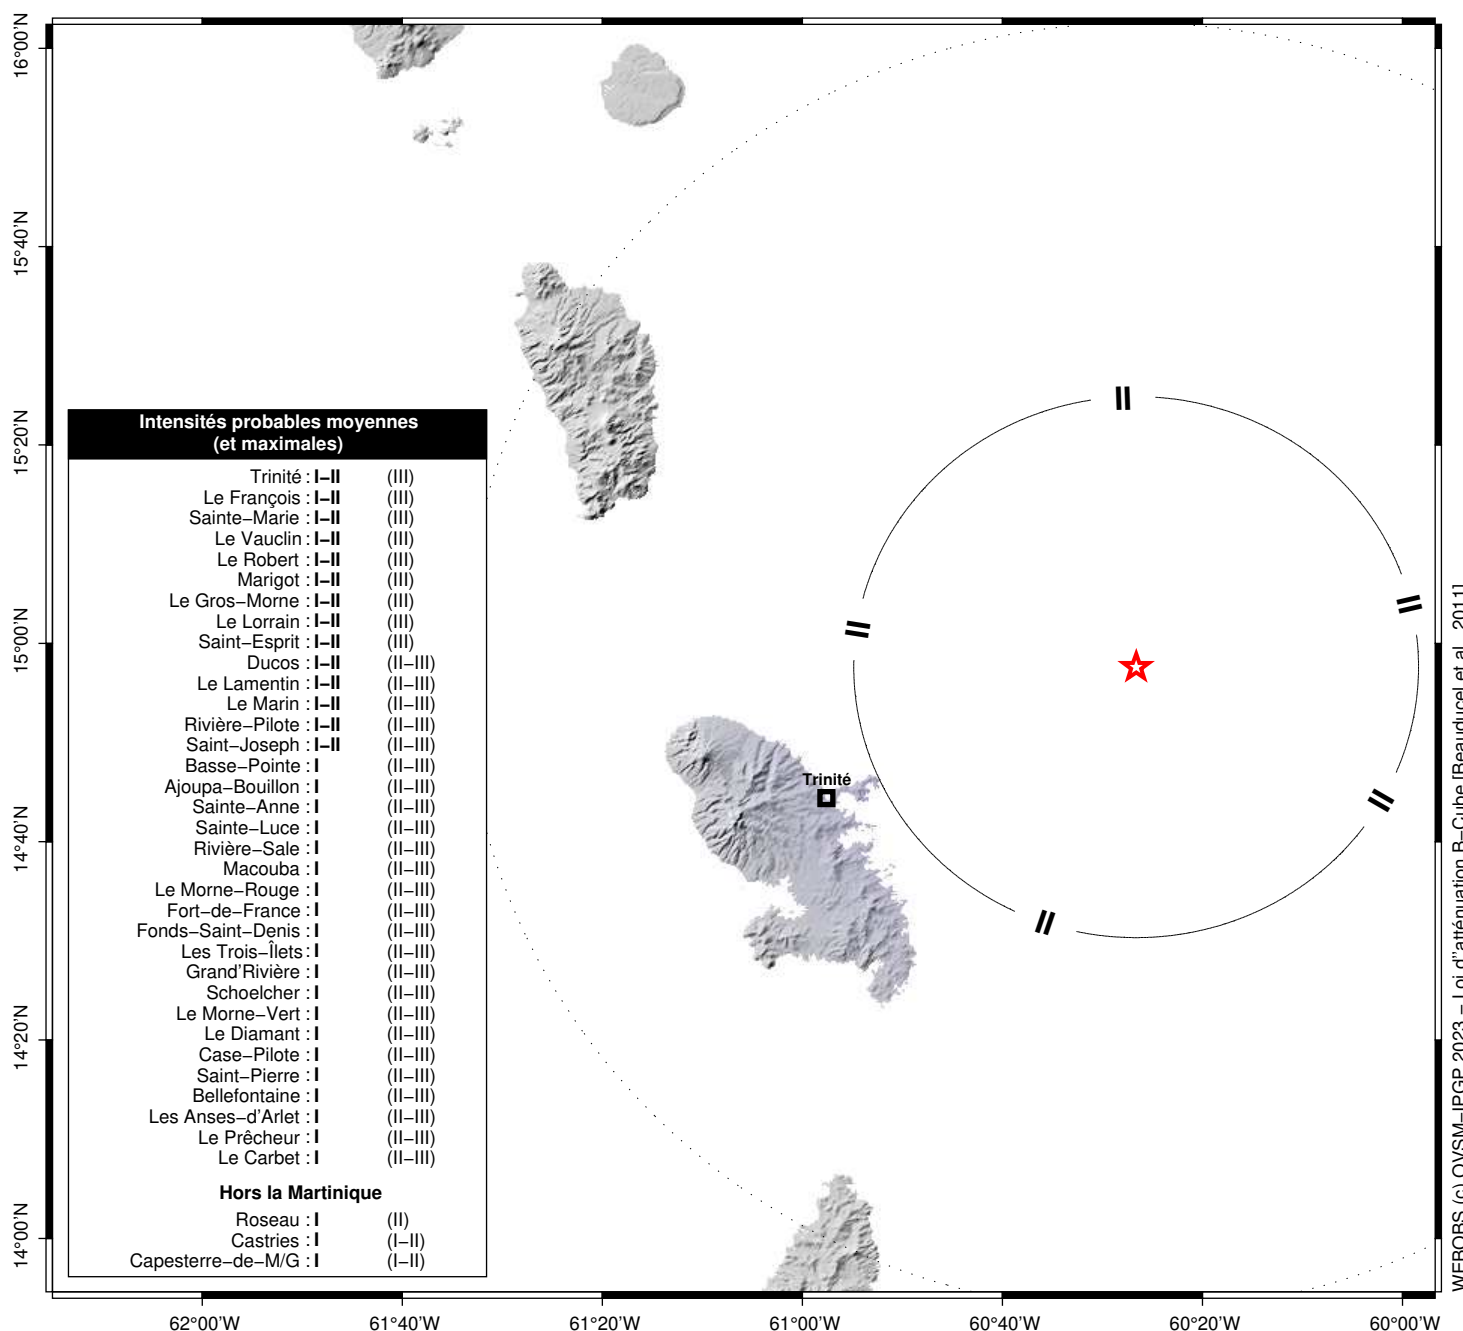 16°00'N
15°40'N
15°20'N
15°00'N
14°40'N
14°20'N
14°00'N
Intensités probables moyennes
(et maximales)
Trinité : I−II (III)
Le François : I−II (III)
Sainte−Marie : I−II (III)
Le Vauclin : I−II (III)
Le Robert : I−II (III)
Marigot : I−II (III)
Le Gros−Morne : I−II (III)
Le Lorrain : I−II (III)
Saint−Esprit : I−II (III)
Ducos : I−II (II−III)
Le Lamentin : I−II (II−III)
Le Marin : I−II (II−III)
Rivière−Pilote : I−II (II−III)
Saint−Joseph : I−II (II−III)
Basse−Pointe : I (II−III)
Ajoupa−Bouillon : I (II−III)
Sainte−Anne : I (II−III)
Sainte−Luce : I (II−III)
Rivière−Sale : I (II−III)
Macouba : I (II−III)
Le Morne−Rouge : I (II−III)
Fort−de−France : I (II−III)
Fonds−Saint−Denis : I (II−III)
Les Trois−Îlets : I (II−III)
Grand'Rivière : I (II−III)
Schoelcher : I (II−III)
Le Morne−Vert : I (II−III)
Le Diamant : I (II−III)
Case−Pilote : I (II−III)
Saint−Pierre : I (II−III)
Bellefontaine : I (II−III)
Les Anses−d'Arlet : I (II−III)
Le Prêcheur : I (II−III)
Le Carbet : I (II−III)
Hors la Martinique
Roseau : I (II)
Castries : I (I−II)
Capesterre−de−M/G : I (I−II)
II
II
II
II
II
Trinité
62°00'W
61°40'W
61°20'W
61°00'W
60°40'W
60°20'W
60°00'W
WEBOBS (c) OVSM−IPGP 2023 − Loi d''atténuation B−Cube [Beauducel et al., 2011]